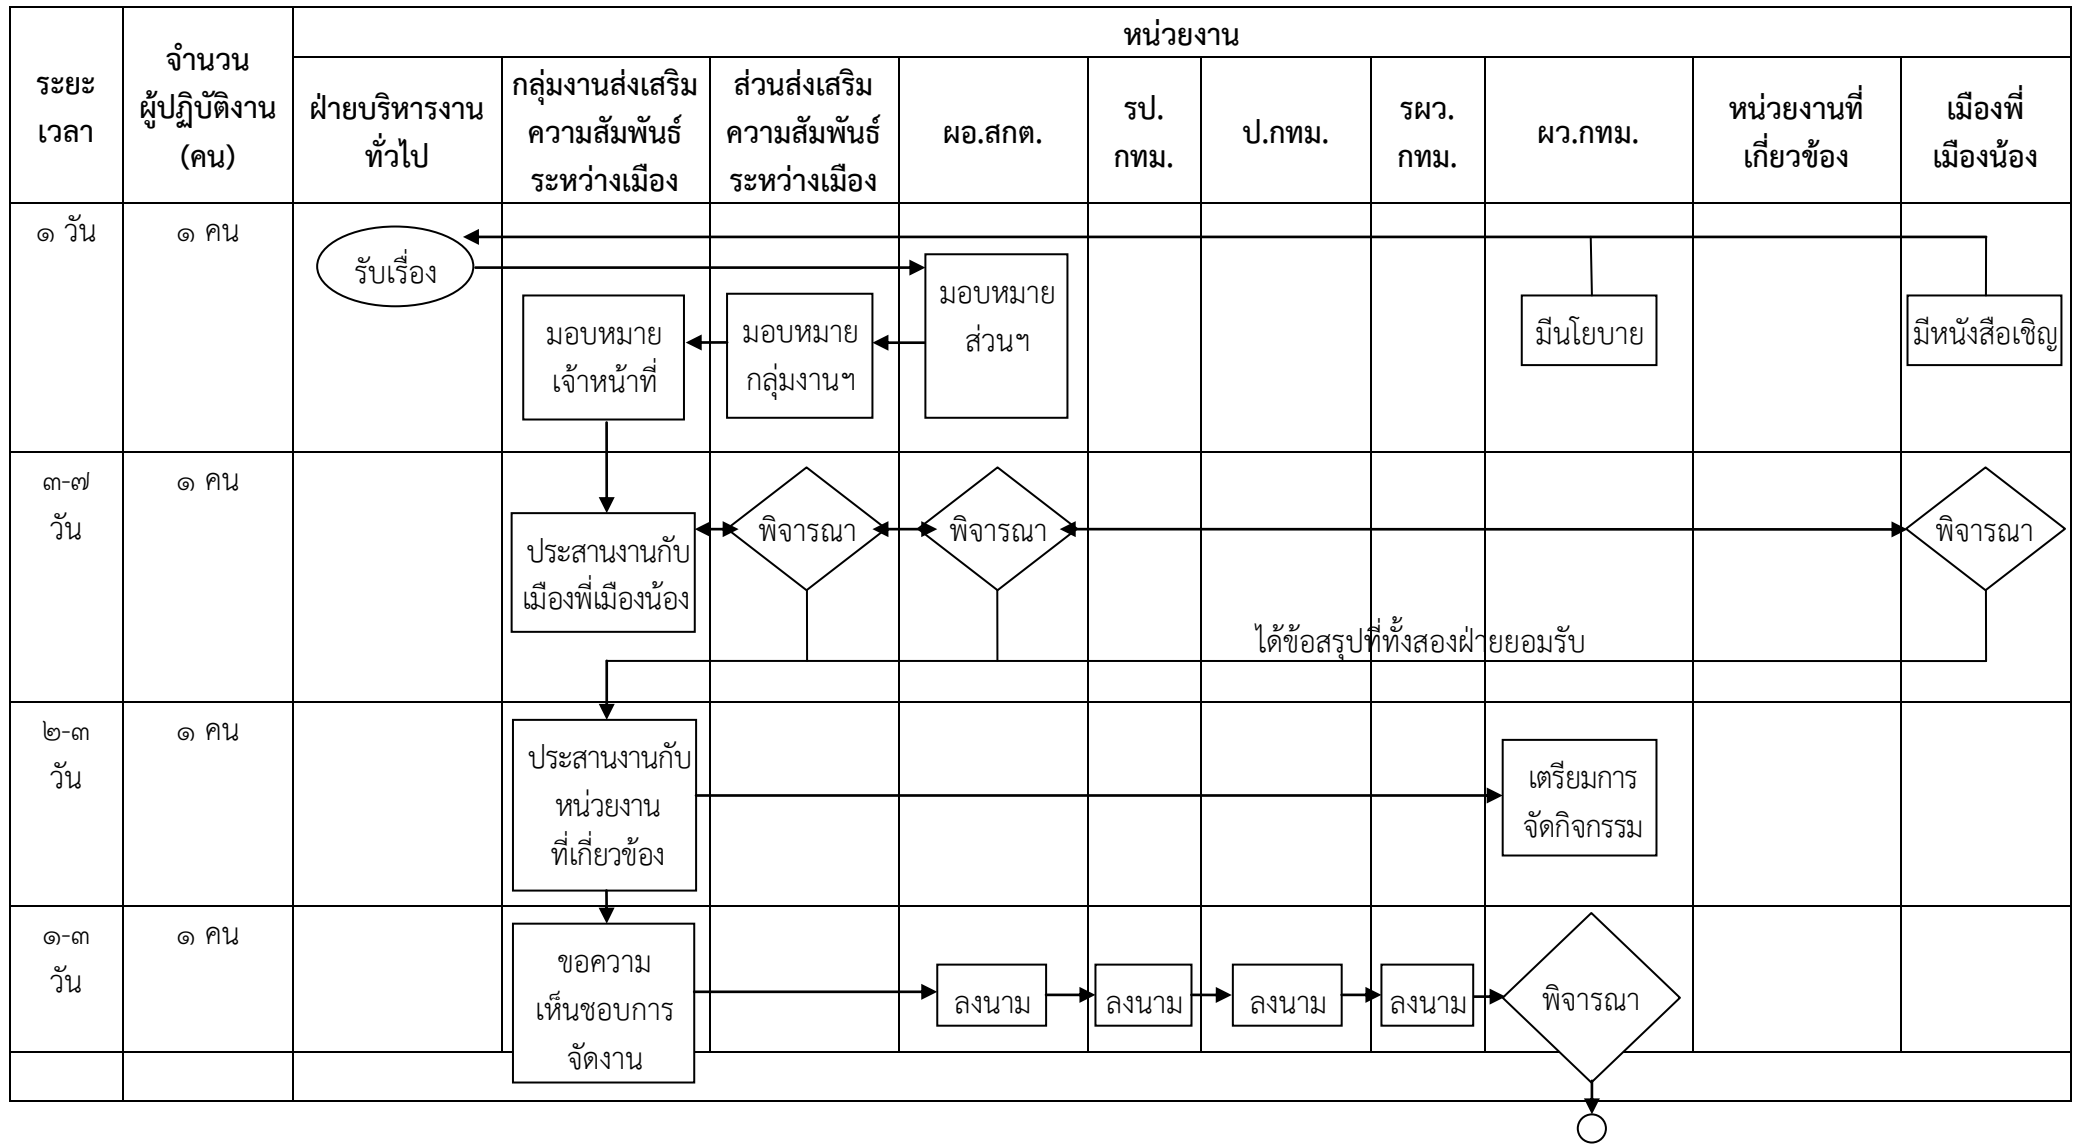 หน่วยงาน
ระยะ
เวลา
จำนวน
ผู้ปฏิบัติงาน
(คน)
ฝ่ายบริหารงาน
ทั่วไป
กลุ่มงานส่งเสริม
ความสัมพันธ์
ระหว่างเมือง
ส่วนส่งเสริม
ความสัมพันธ์
ระหว่างเมือง
ผอ.สกต.
รป.
กทม.
ป.กทม.
รผว.
กทม.
ผว.กทม.
หน่วยงานที่
เกี่ยวข้อง
เมืองพี่
เมืองน้อง
๑ วัน
๑ คน
รับเรื่อง
มอบหมาย
เจ้าหน้าที่
มอบหมาย
กลุ่มงานฯ
มอบหมาย
ส่วนฯ
มีนโยบาย
มีหนังสือเชิญ
๓-๗
วัน
๑ คน
ประสานงานกับ
เมืองพี่เมืองน้อง
พิจารณา
พิจารณา
พิจารณา
ได้ข้อสรุปที่ทั้งสองฝ่ายยอมรับ
๒-๓
วัน
๑ คน
ประสานงานกับ
หน่วยงาน
ที่เกี่ยวข้อง
เตรียมการ
จัดกิจกรรม
๑-๓
วัน
๑ คน
ขอความ
เห็นชอบการ
จัดงาน
ลงนาม
ลงนาม
ลงนาม
ลงนาม
พิจารณา